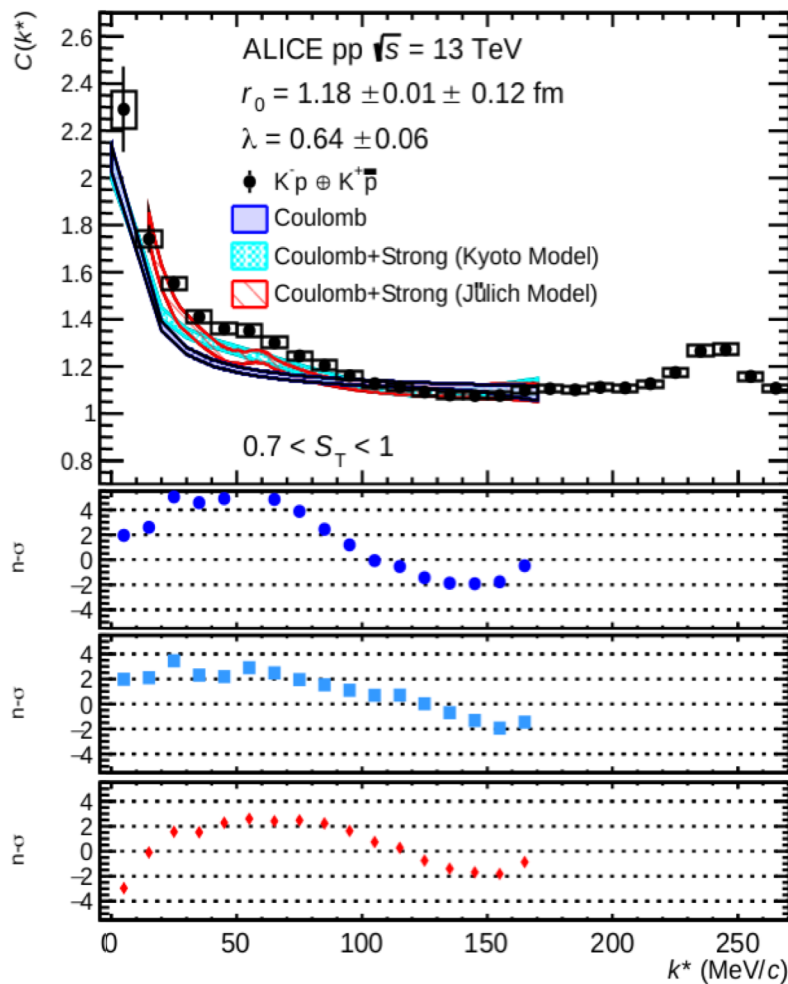 C(k*)
2.6
2.4
2.2
2
1.8
1.6
1.4
1.2
1
0.8
ALICE pp √s = 13 TeV
r₀ = 1.18 ±0.01 ± 0.12 fm
λ = 0.64 ±0.06
K⁻p ⊕ K⁺p̅
Coulomb
Coulomb+Strong (Kyoto Model)
Coulomb+Strong (Jülich Model)
0.7 < S_T < 1
n-σ
4
2
0
−2
−4
n-σ
4
2
0
−2
−4
n-σ
4
2
0
−2
−4
0 50 100 150 200 250
k* (MeV/c)